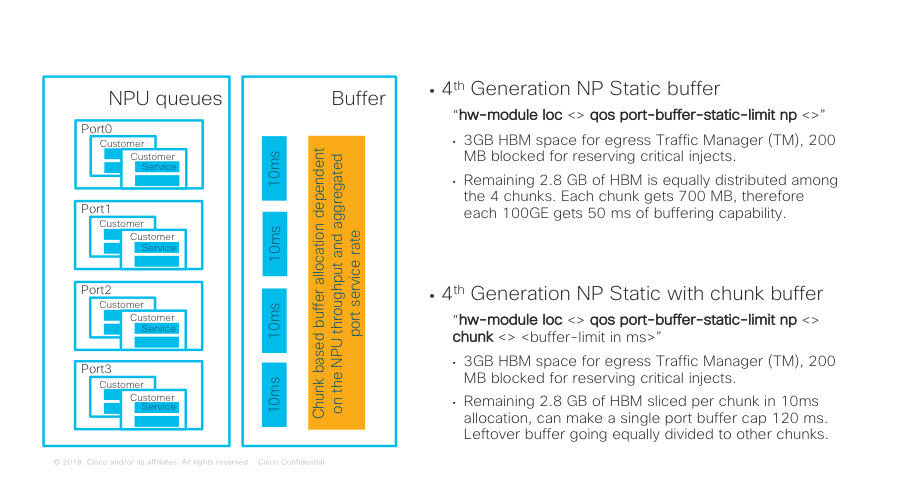 NPU queues
Port0
Customer
Customer
Service
Port1
Customer
Customer
Service
Port2
Customer
Customer
Service
Port3
Customer
Customer
Service
Buffer
10ms
10ms
10ms
10ms
Chunk based buffer allocation dependent
on the NPU throughput and aggregated
port service rate
▪ 4th Generation NP Static buffer
“hw-module loc <> qos port-buffer-static-limit np <>”
• 3GB HBM space for egress Traffic Manager (TM), 200
MB blocked for reserving critical injects.
• Remaining 2.8 GB of HBM is equally distributed among
the 4 chunks. Each chunk gets 700 MB, therefore
each 100GE gets 50 ms of buffering capability.
▪ 4th Generation NP Static with chunk buffer
“hw-module loc <> qos port-buffer-static-limit np <>
chunk <> <buffer-limit in ms>”
• 3GB HBM space for egress Traffic Manager (TM), 200
MB blocked for reserving critical injects.
• Remaining 2.8 GB of HBM sliced per chunk in 10ms
allocation, can make a single port buffer cap 120 ms.
Leftover buffer going equally divided to other chunks.
© 2018 Cisco and/or its affiliates. All rights reserved. Cisco Confidential